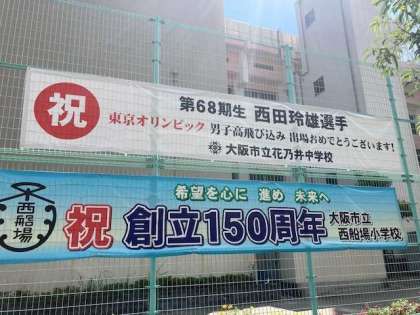 祝
第68期生 西田玲雄選手
東京オリンピック 男子高飛び込み 出場おめでとうございます!
大阪市立花乃井中学校
希望を心に 進め 未来へ
西船場
祝 創立150周年
大阪市立
西船場小学校